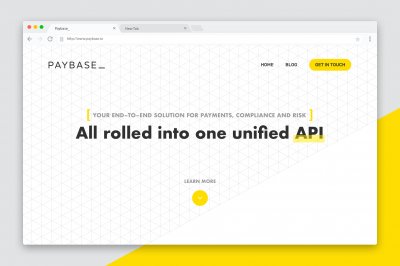 Paybase_
New Tab
http://www.paybase.io
PAYBASE_
HOME
BLOG
GET IN TOUCH
[ YOUR END–TO–END SOLUTION FOR PAYMENTS, COMPLIANCE AND RISK ]
All rolled into one unified API
LEARN MORE